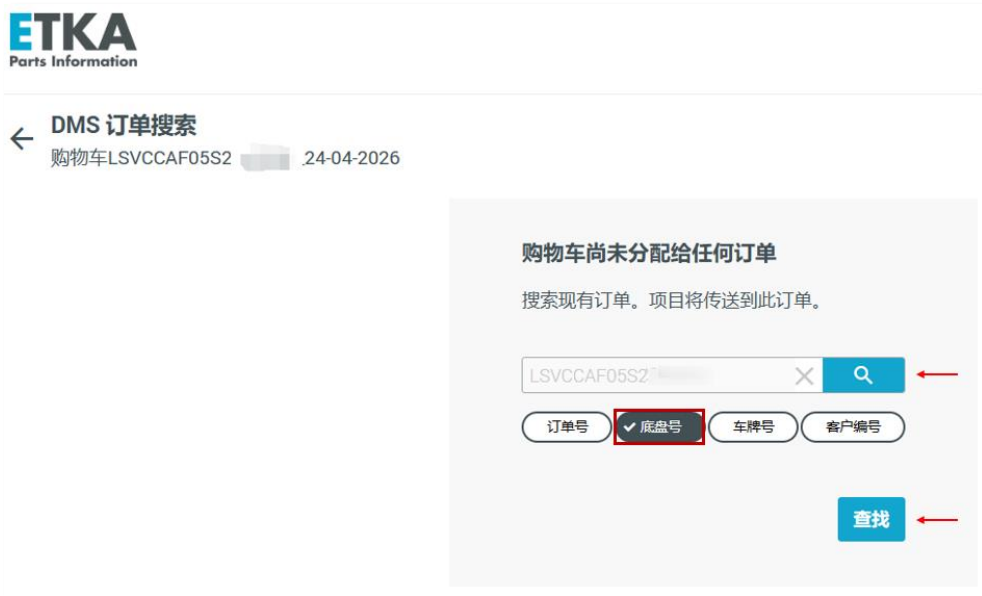 ETKA
Parts Information
DMS 订单搜索
购物车LSVCCAF05S2 24-04-2026
购物车尚未分配给任何订单
搜索现有订单。项目将传送到此订单。
LSVCCAF05S2
订单号 底盘号 车牌号 客户编号
查找